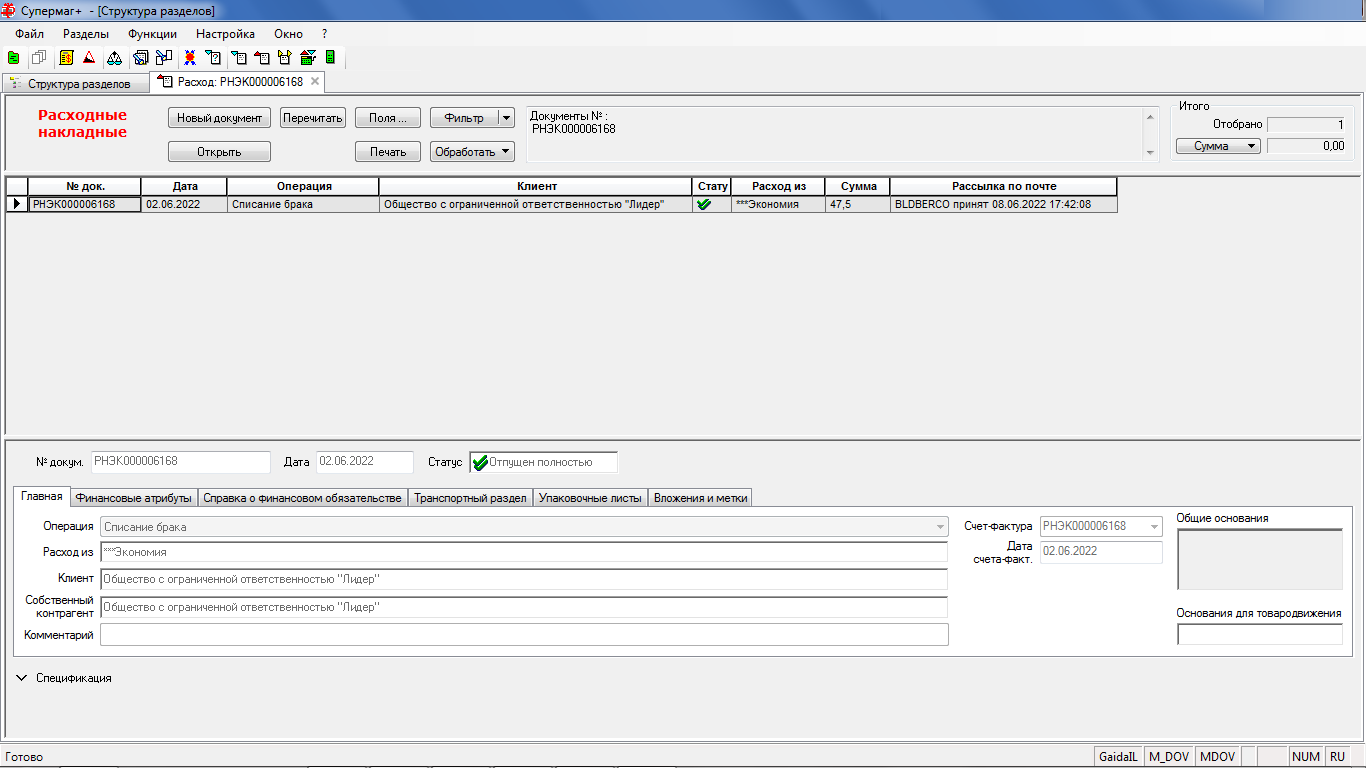 Супермаг+ - [Структура разделов]
Файл Разделы Функции Настройка Окно ?
Структура разделов Расход: РНЭК000006168
Расходные накладные
Новый документ Перечитать Поля ... Фильтр
Открыть Печать Обработать
Документы № :
РНЭК000006168
Итого
Отобрано 1
Сумма 0,00
№ док. Дата Операция Клиент Стату Расход из Сумма Рассылка по почте
РНЭК000006168 02.06.2022 Списание брака Общество с ограниченной ответственностью "Лидер" ***Экономия 47,5 BLDBERCO принят 08.06.2022 17:42:08
№ докум. РНЭК000006168 Дата 02.06.2022 Статус Отпущен полностью
Главная Финансовые атрибуты Справка о финансовом обязательстве Транспортный раздел Упаковочные листы Вложения и метки
Операция Списание брака Счет-фактура РНЭК000006168 Общие основания
Расход из ***Экономия Дата счета-факт. 02.06.2022
Клиент Общество с ограниченной ответственностью "Лидер"
Собственный контрагент Общество с ограниченной ответственностью "Лидер" Основания для товародвижения
Комментарий
Спецификация
Готово GaidaIL M_DOV MDOV NUM RU